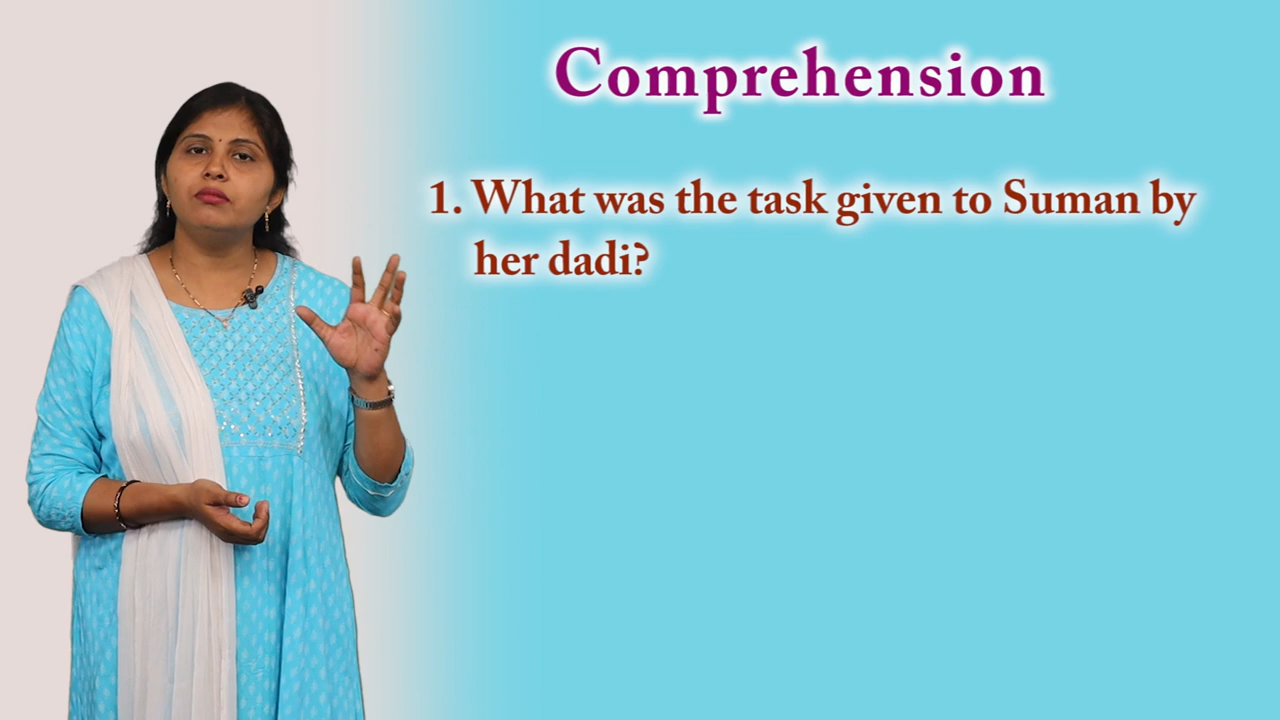 Comprehension
1. What was the task given to Suman by
her dadi?